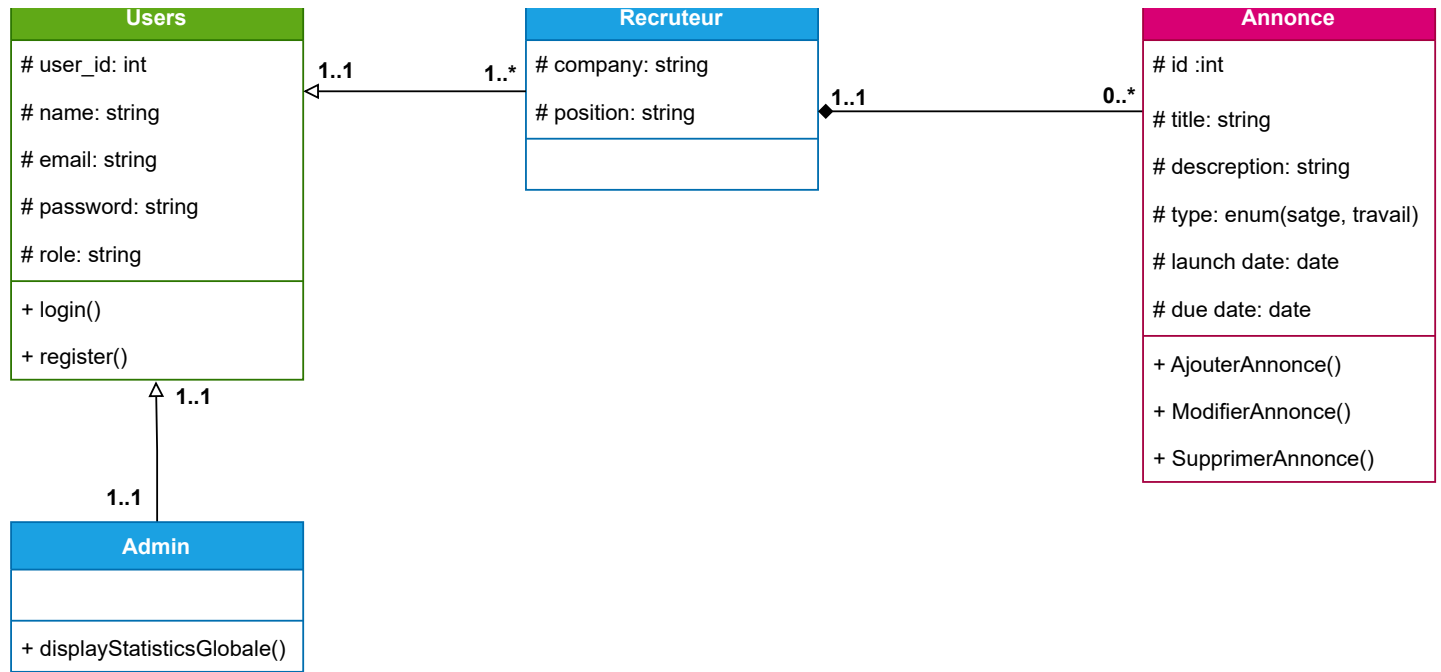 Users
# user_id: int
# name: string
# email: string
# password: string
# role: string
+ login()
+ register()
1..1
1..*
Recruteur
# company: string
# position: string
1..1
0..*
Annonce
# id :int
# title: string
# descreption: string
# type: enum(satge, travail)
# launch date: date
# due date: date
+ AjouterAnnonce()
+ ModifierAnnonce()
+ SupprimerAnnonce()
1..1
1..1
Admin
+ displayStatisticsGlobale()